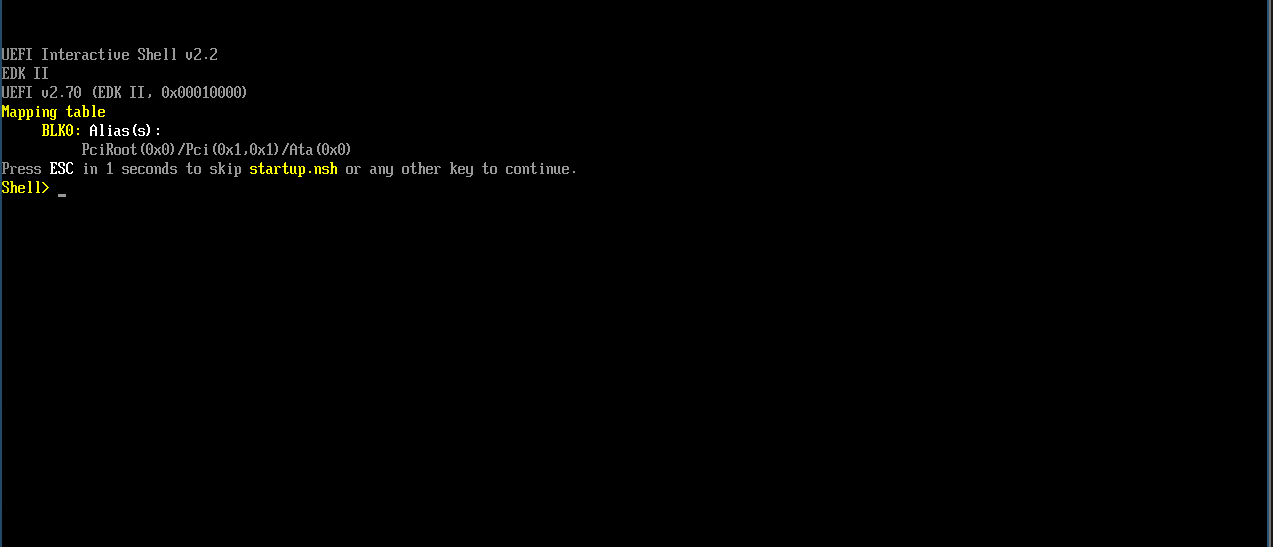 UEFI Interactive Shell v2.2
EDK II
UEFI v2.70 (EDK II, 0x00010000)
Mapping table
BLK0: Alias(s):
PciRoot(0x0)/Pci(0x1,0x1)/Ata(0x0)
Press ESC in 1 seconds to skip startup.nsh or any other key to continue.
Shell> _